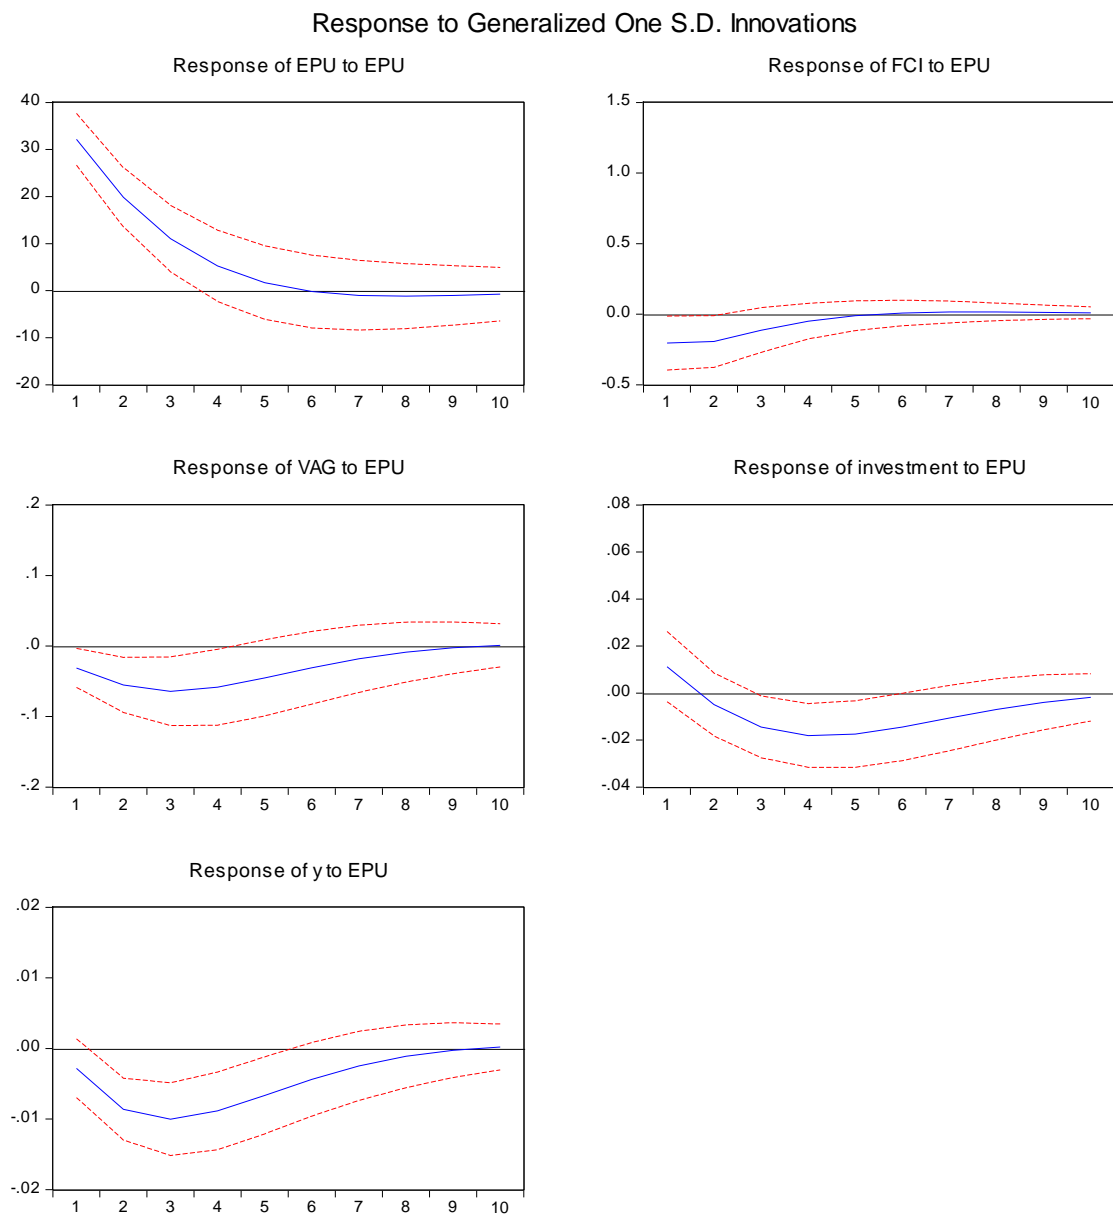 Response to Generalized One S.D. Innovations
Response of EPU to EPU
40
30
20
10
0
-10
-20
1 2 3 4 5 6 7 8 9 10
Response of FCI to EPU
1.5
1.0
0.5
0.0
-0.5
1 2 3 4 5 6 7 8 9 10
Response of VAG to EPU
.2
.1
.0
-.1
-.2
1 2 3 4 5 6 7 8 9 10
Response of investment to EPU
.08
.06
.04
.02
.00
-.02
-.04
1 2 3 4 5 6 7 8 9 10
Response of y to EPU
.02
.01
.00
-.01
-.02
1 2 3 4 5 6 7 8 9 10